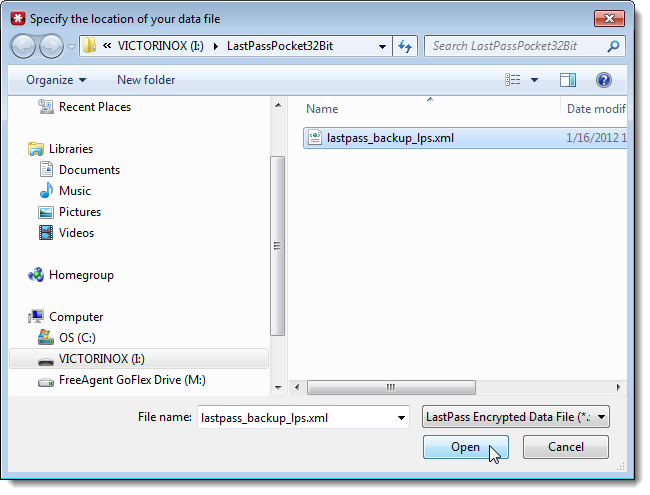 Specify the location of your data file
« VICTORINOX (I:) LastPassPocket32Bit
Search LastPassPocket32Bit
Organize New folder
Recent Places
Libraries
Documents
Music
Pictures
Videos
Homegroup
Computer
OS (C:)
VICTORINOX (I:)
FreeAgent GoFlex Drive (M:)
Name Date modif
lastpass_backup_lps.xml 1/16/2012 1
File name: lastpass_backup_lps.xml LastPass Encrypted Data File (*.
Open Cancel